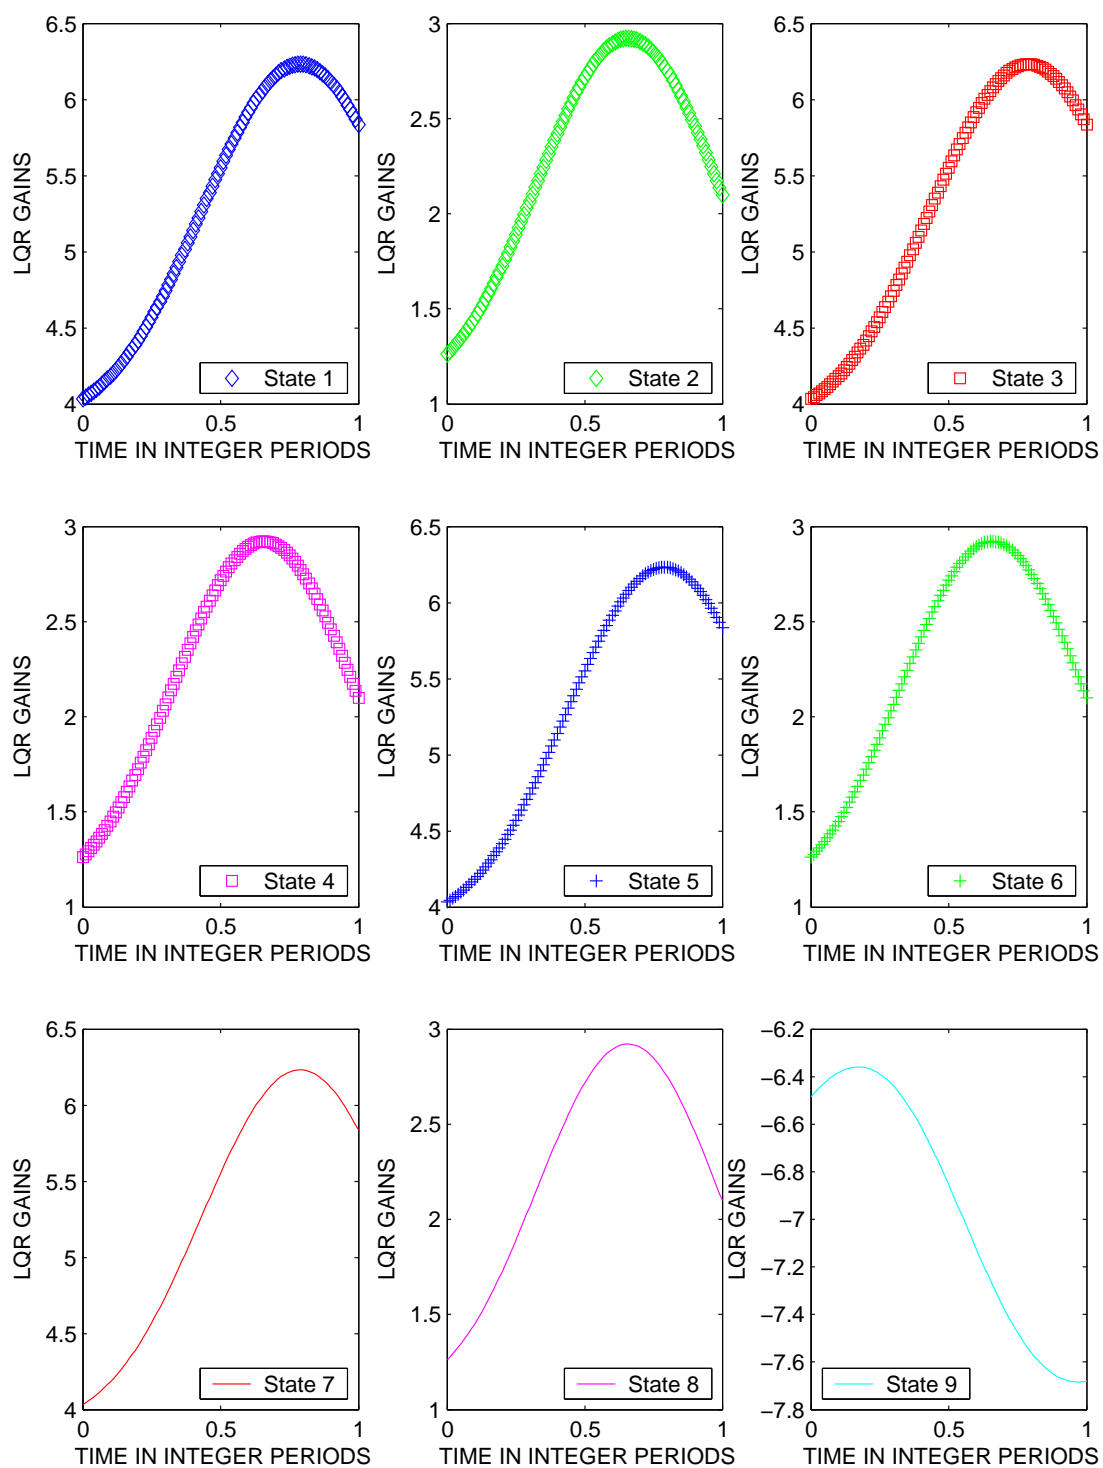 6.5
6
5.5
5
4.5
4
LQR GAINS
State 1
0 0.5 1
TIME IN INTEGER PERIODS
3
2.5
2
1.5
1
LQR GAINS
State 2
0 0.5 1
TIME IN INTEGER PERIODS
6.5
6
5.5
5
4.5
4
LQR GAINS
State 3
0 0.5 1
TIME IN INTEGER PERIODS
3
2.5
2
1.5
1
LQR GAINS
State 4
0 0.5 1
TIME IN INTEGER PERIODS
6.5
6
5.5
5
4.5
4
LQR GAINS
State 5
0 0.5 1
TIME IN INTEGER PERIODS
3
2.5
2
1.5
1
LQR GAINS
State 6
0 0.5 1
TIME IN INTEGER PERIODS
6.5
6
5.5
5
4.5
4
LQR GAINS
State 7
0 0.5 1
TIME IN INTEGER PERIODS
3
2.5
2
1.5
1
LQR GAINS
State 8
0 0.5 1
TIME IN INTEGER PERIODS
−6.2
−6.4
−6.6
−6.8
−7
−7.2
−7.4
−7.6
−7.8
LQR GAINS
State 9
0 0.5 1
TIME IN INTEGER PERIODS